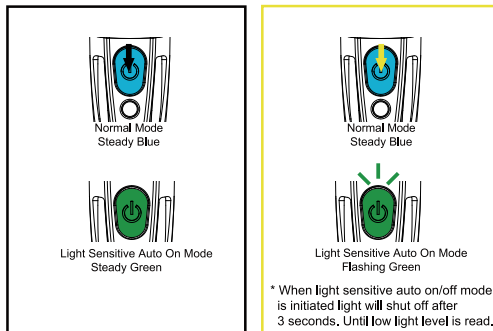 Normal Mode
Steady Blue
Light Sensitive Auto On Mode
Steady Green
Normal Mode
Steady Blue
Light Sensitive Auto On Mode
Flashing Green
* When light sensitive auto on/off mode
is initiated light will shut off after
3 seconds. Until low light level is read.